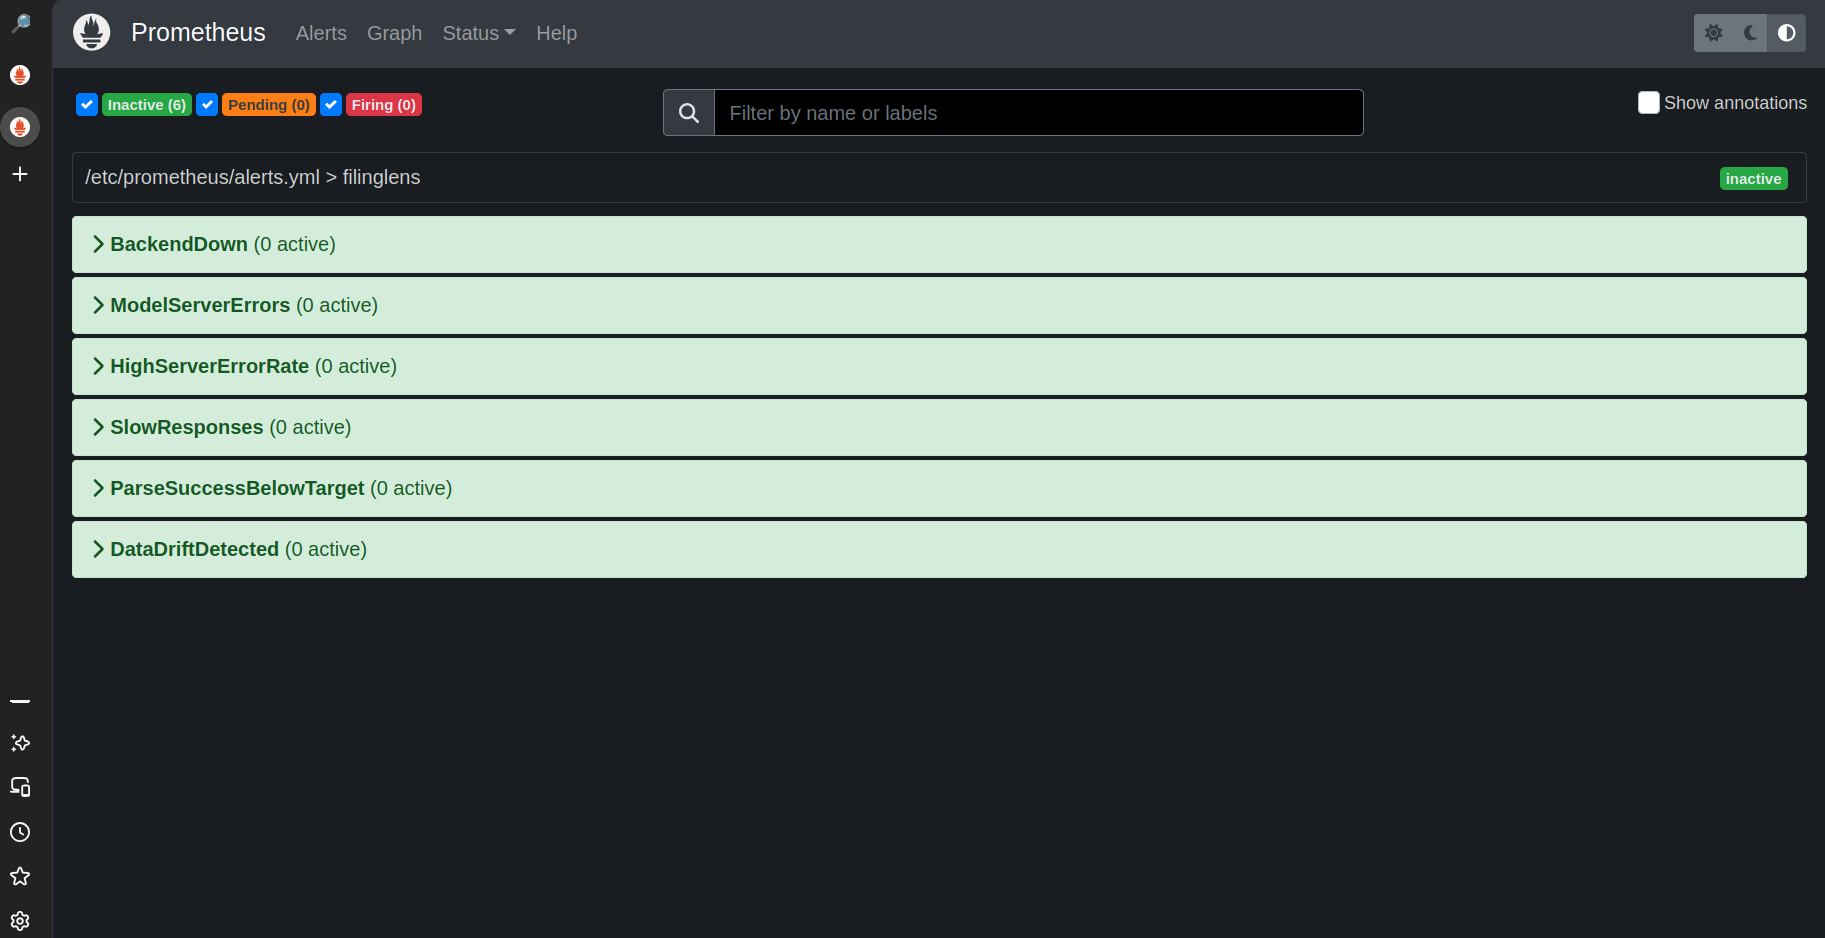 Prometheus Alerts Graph Status Help
Inactive (6) Pending (0) Firing (0) Filter by name or labels Show annotations
/etc/prometheus/alerts.yml > filinglens inactive
BackendDown (0 active)
ModelServerErrors (0 active)
HighServerErrorRate (0 active)
SlowResponses (0 active)
ParseSuccessBelowTarget (0 active)
DataDriftDetected (0 active)